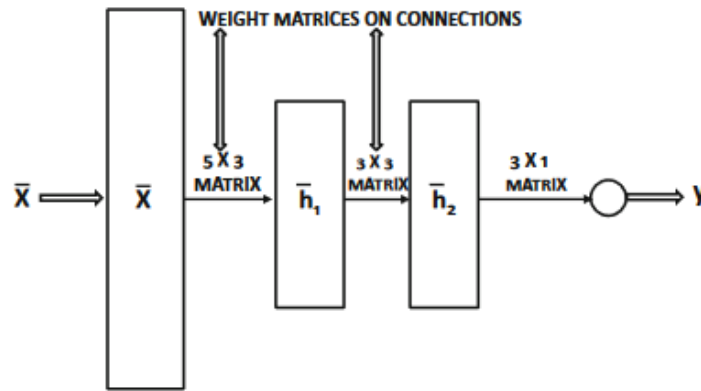 WEIGHT MATRICES ON CONNECTIONS
5 X 3
MATRIX
3 X 3
MATRIX
3 X 1
MATRIX
X̅
X̅
h̅₁
h̅₂
y